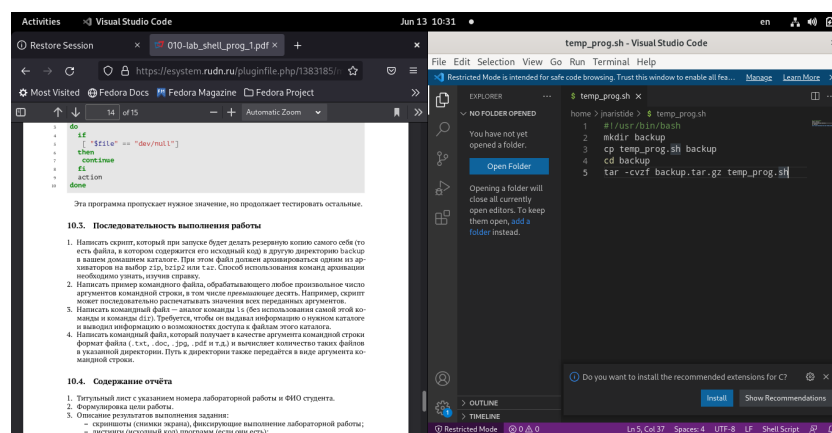 Activities
Visual Studio Code
Jun 13 10:31
en
Restore Session
010-lab_shell_prog_1.pdf
https://esystem.rudn.ru/pluginfile.php/1383185/
Most Visited
Fedora Docs
Fedora Magazine
Fedora Project
14 of 15
Automatic Zoom
3 do
4 if
5 [ "$file" == "dev/null"]
6 then
7 continue
8 fi
9 action
10 done
Эта программа пропускает нужное значение, но продолжает тестировать остальные.
10.3. Последовательность выполнения работы
1. Написать скрипт, который при запуске будет делать резервную копию самого себя (то
есть файла, в котором содержится его исходный код) в другую директорию backup
в вашем домашнем каталоге. При этом файл должен архивироваться одним из ар-
хиваторов на выбор zip, bzip2 или tar. Способ использования команд архивации
необходимо узнать, изучив справку.
2. Написать пример командного файла, обрабатывающего любое произвольное число
аргументов командной строки, в том числе превышающее десять. Например, скрипт
может последовательно распечатывать значения всех переданных аргументов.
3. Написать командный файл — аналог команды ls (без использования самой этой ко-
манды и команды dir). Требуется, чтобы он выдавал информацию о нужном каталоге
и выводил информацию о возможностях доступа к файлам этого каталога.
4. Написать командный файл, который получает в качестве аргумента командной строки
формат файла (.txt, .doc, .jpg, .pdf и т.д.) и вычисляет количество таких файлов
в указанной директории. Путь к директории также передаётся в виде аргумента ко-
мандной строки.
10.4. Содержание отчёта
1. Титульный лист с указанием номера лабораторной работы и ФИО студента.
2. Формулировка цели работы.
3. Описание результатов выполнения задания:
– скриншоты (снимки экрана), фиксирующие выполнение лабораторной работы;
– листинги (исходный код) программ (если они есть);
temp_prog.sh - Visual Studio Code
File Edit Selection View Go Run Terminal Help
Restricted Mode is intended for safe code browsing. Trust this window to enable all fea... Manage Learn More
EXPLORER
NO FOLDER OPENED
You have not yet
opened a folder.
Open Folder
Opening a folder will
close all currently
open editors. To keep
them open, add a
folder instead.
OUTLINE
TIMELINE
$ temp_prog.sh
home > jnaristide > $ temp_prog.sh
1 #!/usr/bin/bash
2 mkdir backup
3 cp temp_prog.sh backup
4 cd backup
5 tar -cvzf backup.tar.gz temp_prog.sh
Do you want to install the recommended extensions for C?
Install
Show Recommendations
1
Restricted Mode 0 0 Ln 5, Col 37 Spaces: 4 UTF-8 LF Shell Script